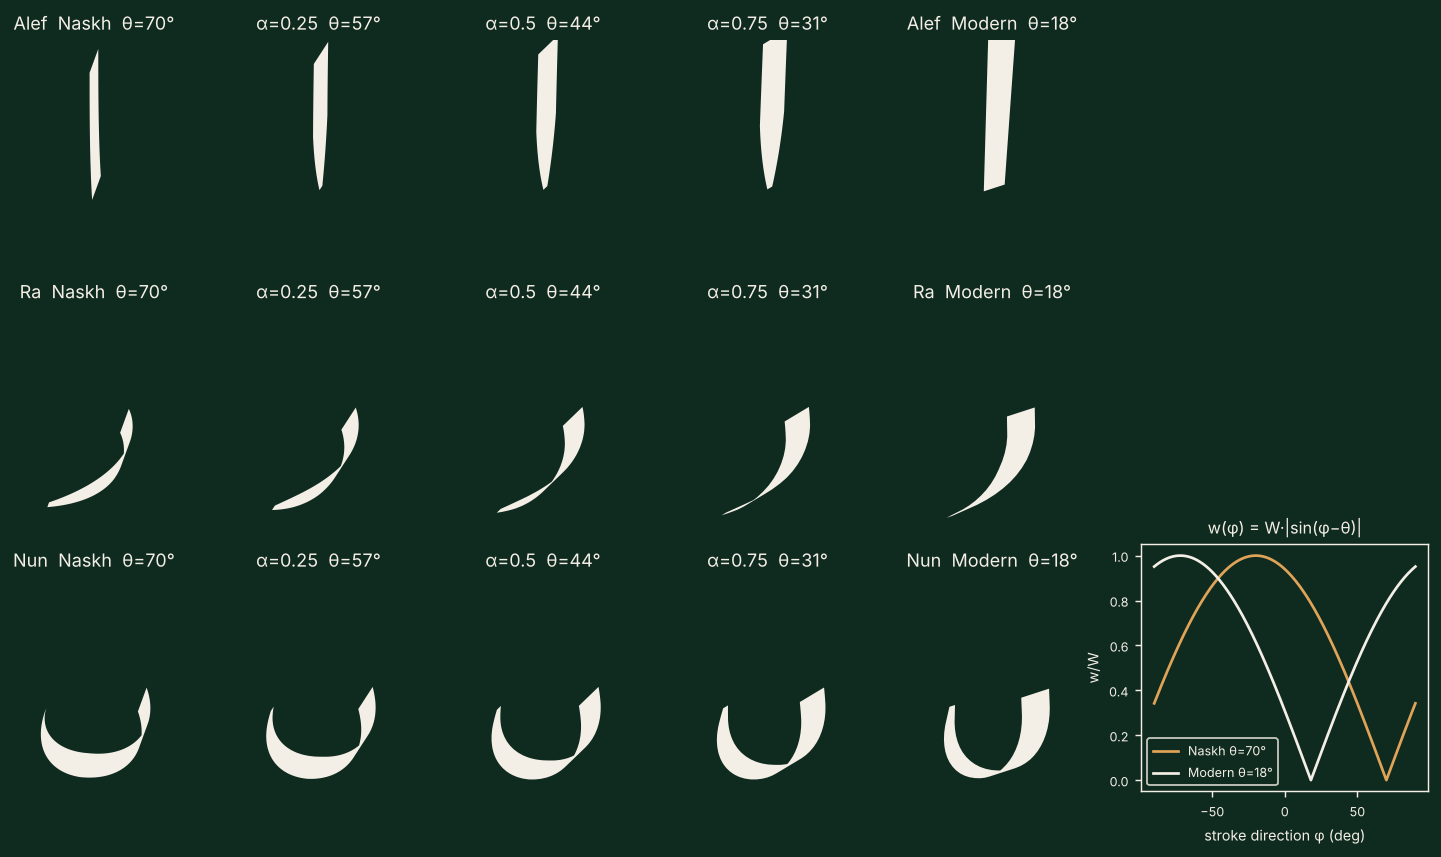 Alef Naskh θ=70°
α=0.25 θ=57°
α=0.5 θ=44°
α=0.75 θ=31°
Alef Modern θ=18°
Ra Naskh θ=70°
α=0.25 θ=57°
α=0.5 θ=44°
α=0.75 θ=31°
Ra Modern θ=18°
Nun Naskh θ=70°
α=0.25 θ=57°
α=0.5 θ=44°
α=0.75 θ=31°
Nun Modern θ=18°
w(φ) = W·|sin(φ−θ)|
1.0
0.8
0.6
0.4
0.2
0.0
w/W
Naskh θ=70°
Modern θ=18°
−50
0
50
stroke direction φ (deg)